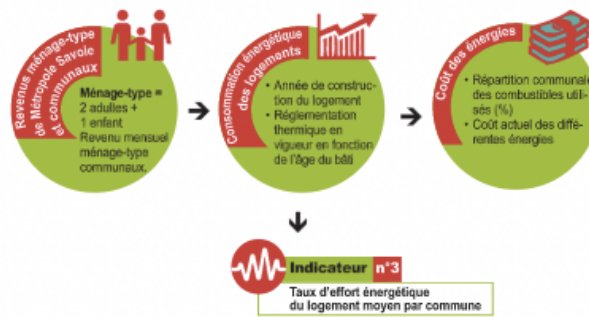 Revenus ménage-type
de Métropole Savoie
et communaux
Ménage-type =
2 adultes +
1 enfant
Revenu mensuel
ménage-type
communaux.
Consommation énergétique
des logements
• Année de construc-
tion du logement
• Réglementation
thermique en
vigueur en fonction
de l'âge du bâti
Coût des énergies
• Répartition communale
des combustibles utili-
sés (%)
• Coût actuel des diffé-
rentes énergies
Indicateur n°3
Taux d'effort énergétique
du logement moyen par commune